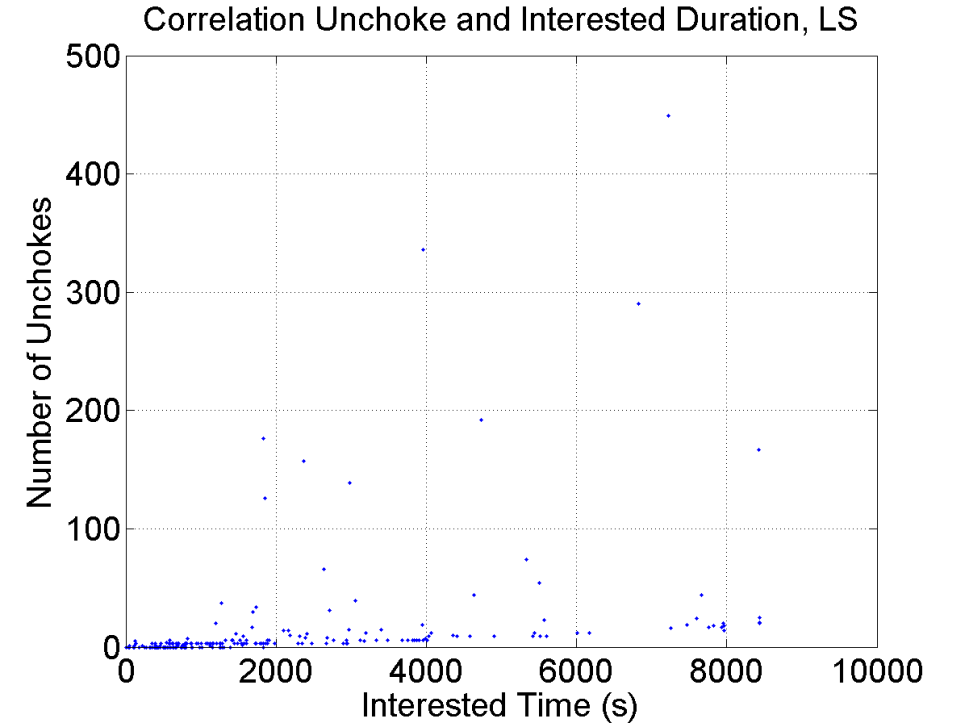 Correlation Unchoke and Interested Duration, LS
500
400
300
200
100
0
Number of Unchokes
0 2000 4000 6000 8000 10000
Interested Time (s)